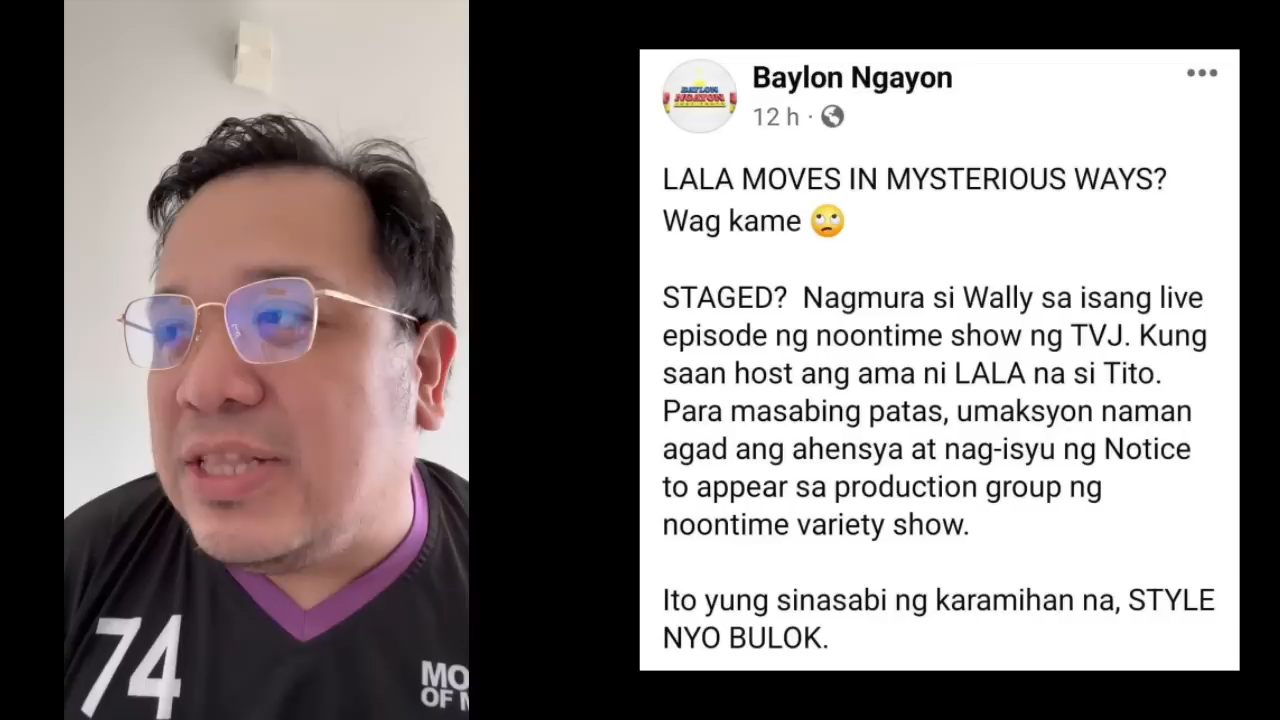 Baylon Ngayon
12 h ·
LALA MOVES IN MYSTERIOUS WAYS?
Wag kame 🙄
STAGED? Nagmura si Wally sa isang live
episode ng noontime show ng TVJ. Kung
saan host ang ama ni LALA na si Tito.
Para masabing patas, umaksyon naman
agad ang ahensya at nag-isyu ng Notice
to appear sa production group ng
noontime variety show.
Ito yung sinasabi ng karamihan na, STYLE
NYO BULOK.
74
MO
OF